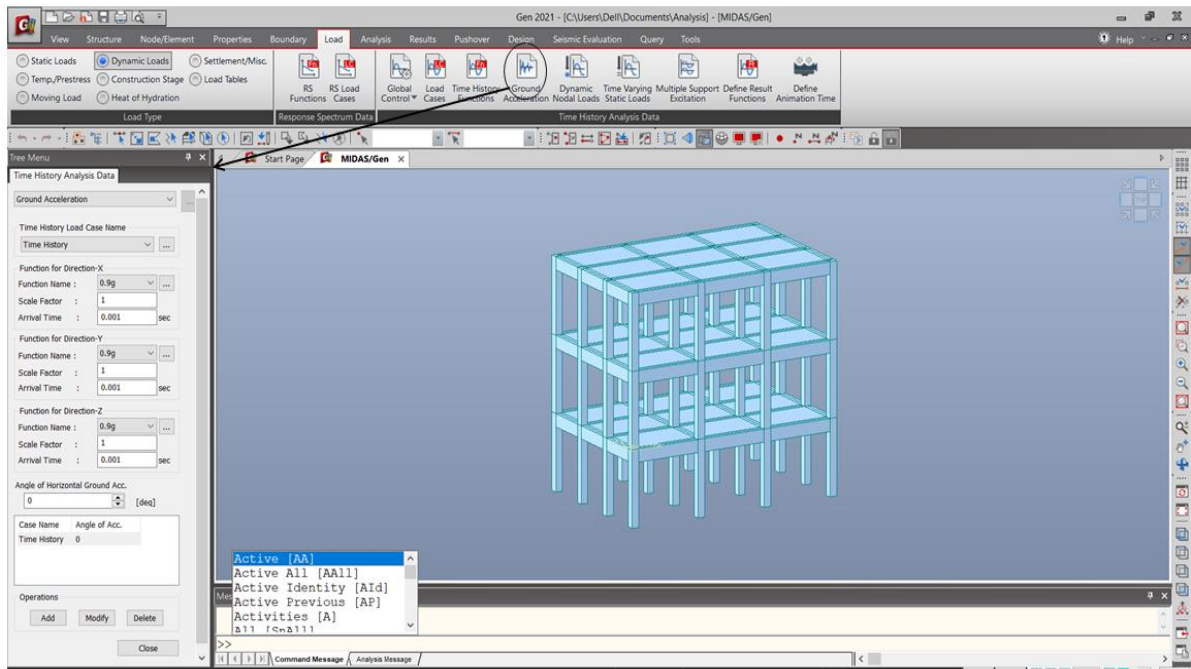 Gen 2021 - [C:\Users\Dell\Documents\Analysis] - [MIDAS/Gen]
View Structure Node/Element Properties Boundary Load Analysis Results Pushover Design Seismic Evaluation Query Tools Help
Static Loads Dynamic Loads Settlement/Misc.
Temp./Prestress Construction Stage Load Tables
Moving Load Heat of Hydration
Load Type
RS Functions
RS Load Cases
Response Spectrum Data
Global Control
Load Cases
Time History Functions
Ground Acceleration
Dynamic Nodal Loads
Time Varying Static Loads
Multiple Support Excitation
Define Result Functions
Define Animation Time
Time History Analysis Data
Tree Menu
Start Page MIDAS/Gen
Time History Analysis Data
Ground Acceleration
Time History Load Case Name
Time History
Function for Direction-X
Function Name : 0.9g
Scale Factor : 1
Arrival Time : 0.001 sec
Function for Direction-Y
Function Name : 0.9g
Scale Factor : 1
Arrival Time : 0.001 sec
Function for Direction-Z
Function Name : 0.9g
Scale Factor : 1
Arrival Time : 0.001 sec
Angle of Horizontal Ground Acc.
0 [deg]
Case Name Angle of Acc.
Time History 0
Operations
Add Modify Delete
Close
Active [AA]
Active All [AAll]
Active Identity [AId]
Active Previous [AP]
Activities [A]
All [SnAll]
>>
Command Message Analysis Message